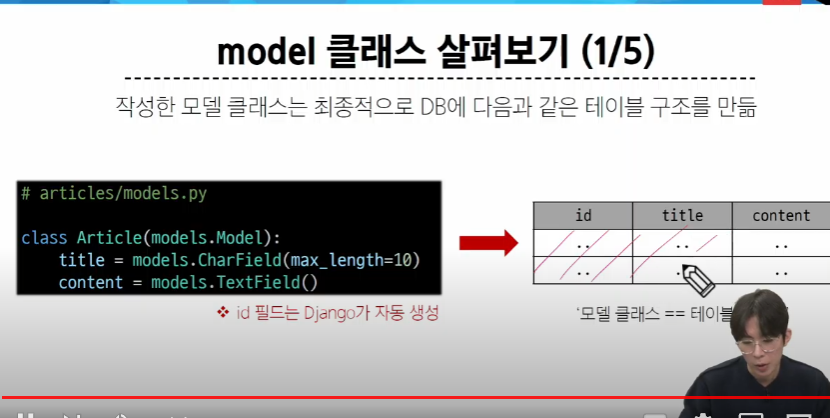 model 클래스 살펴보기 (1/5)
작성한 모델 클래스는 최종적으로 DB에 다음과 같은 테이블 구조를 만듦
# articles/models.py
class Article(models.Model):
title = models.CharField(max_length=10)
content = models.TextField()
❖ id 필드는 Django가 자동 생성
id title content
.. .. ..
.. . ..
'모델 클래스 == 테이블